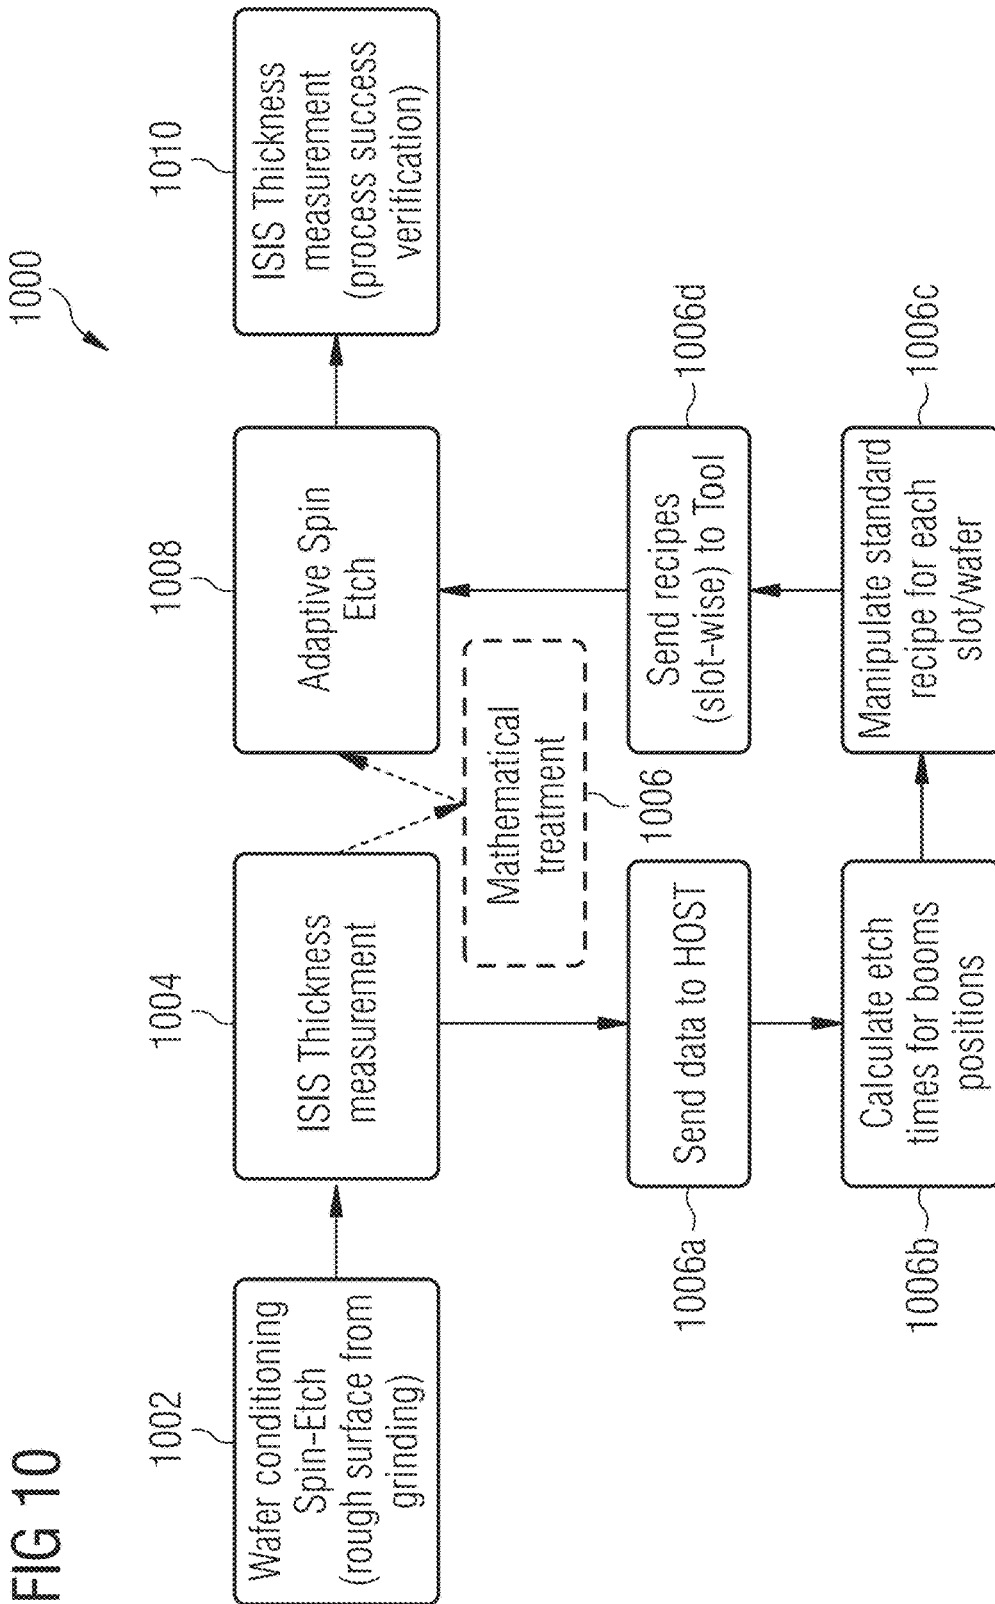 FIG 10
1000
1002
Wafer conditioning
Spin-Etch
(rough surface from
grinding)
1004
ISIS Thickness
measurement
1008
Adaptive Spin
Etch
1010
ISIS Thickness
measurement
(process success
verification)
Mathematical
treatment
1006
1006a
Send data to HOST
Send recipes
(slot-wise) to Tool
1006d
1006b
Calculate etch
times for booms
positions
Manipulate standard
recipe for each
slot/wafer
1006c